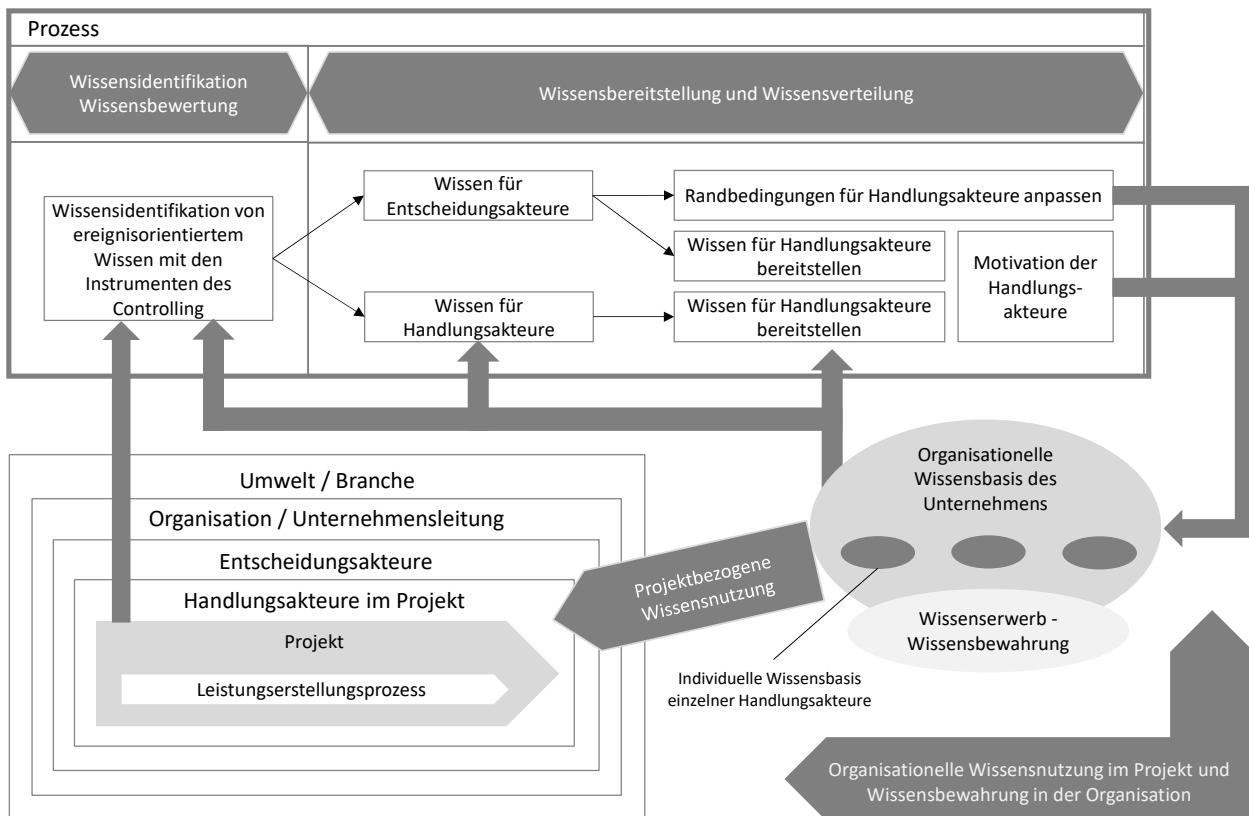 Prozess
Wissensidentifikation
Wissensbewertung
Wissensbereitstellung und Wissensverteilung
Wissensidentifikation von
ereignisorientiertem
Wissen mit den
Instrumenten des
Controlling
Wissen für
Entscheidungsakteure
Wissen für
Handlungsakteure
Randbedingungen für Handlungsakteure anpassen
Wissen für Handlungsakteure
bereitstellen
Wissen für Handlungsakteure
bereitstellen
Motivation der
Handlungs-
akteure
Umwelt / Branche
Organisation / Unternehmensleitung
Entscheidungsakteure
Handlungsakteure im Projekt
Projekt
Leistungserstellungsprozess
Projektbezogene
Wissensnutzung
Organisationelle
Wissensbasis des
Unternehmens
Wissenserwerb -
Wissensbewahrung
Individuelle Wissensbasis
einzelner Handlungsakteure
Organisationelle Wissensnutzung im Projekt und
Wissensbewahrung in der Organisation